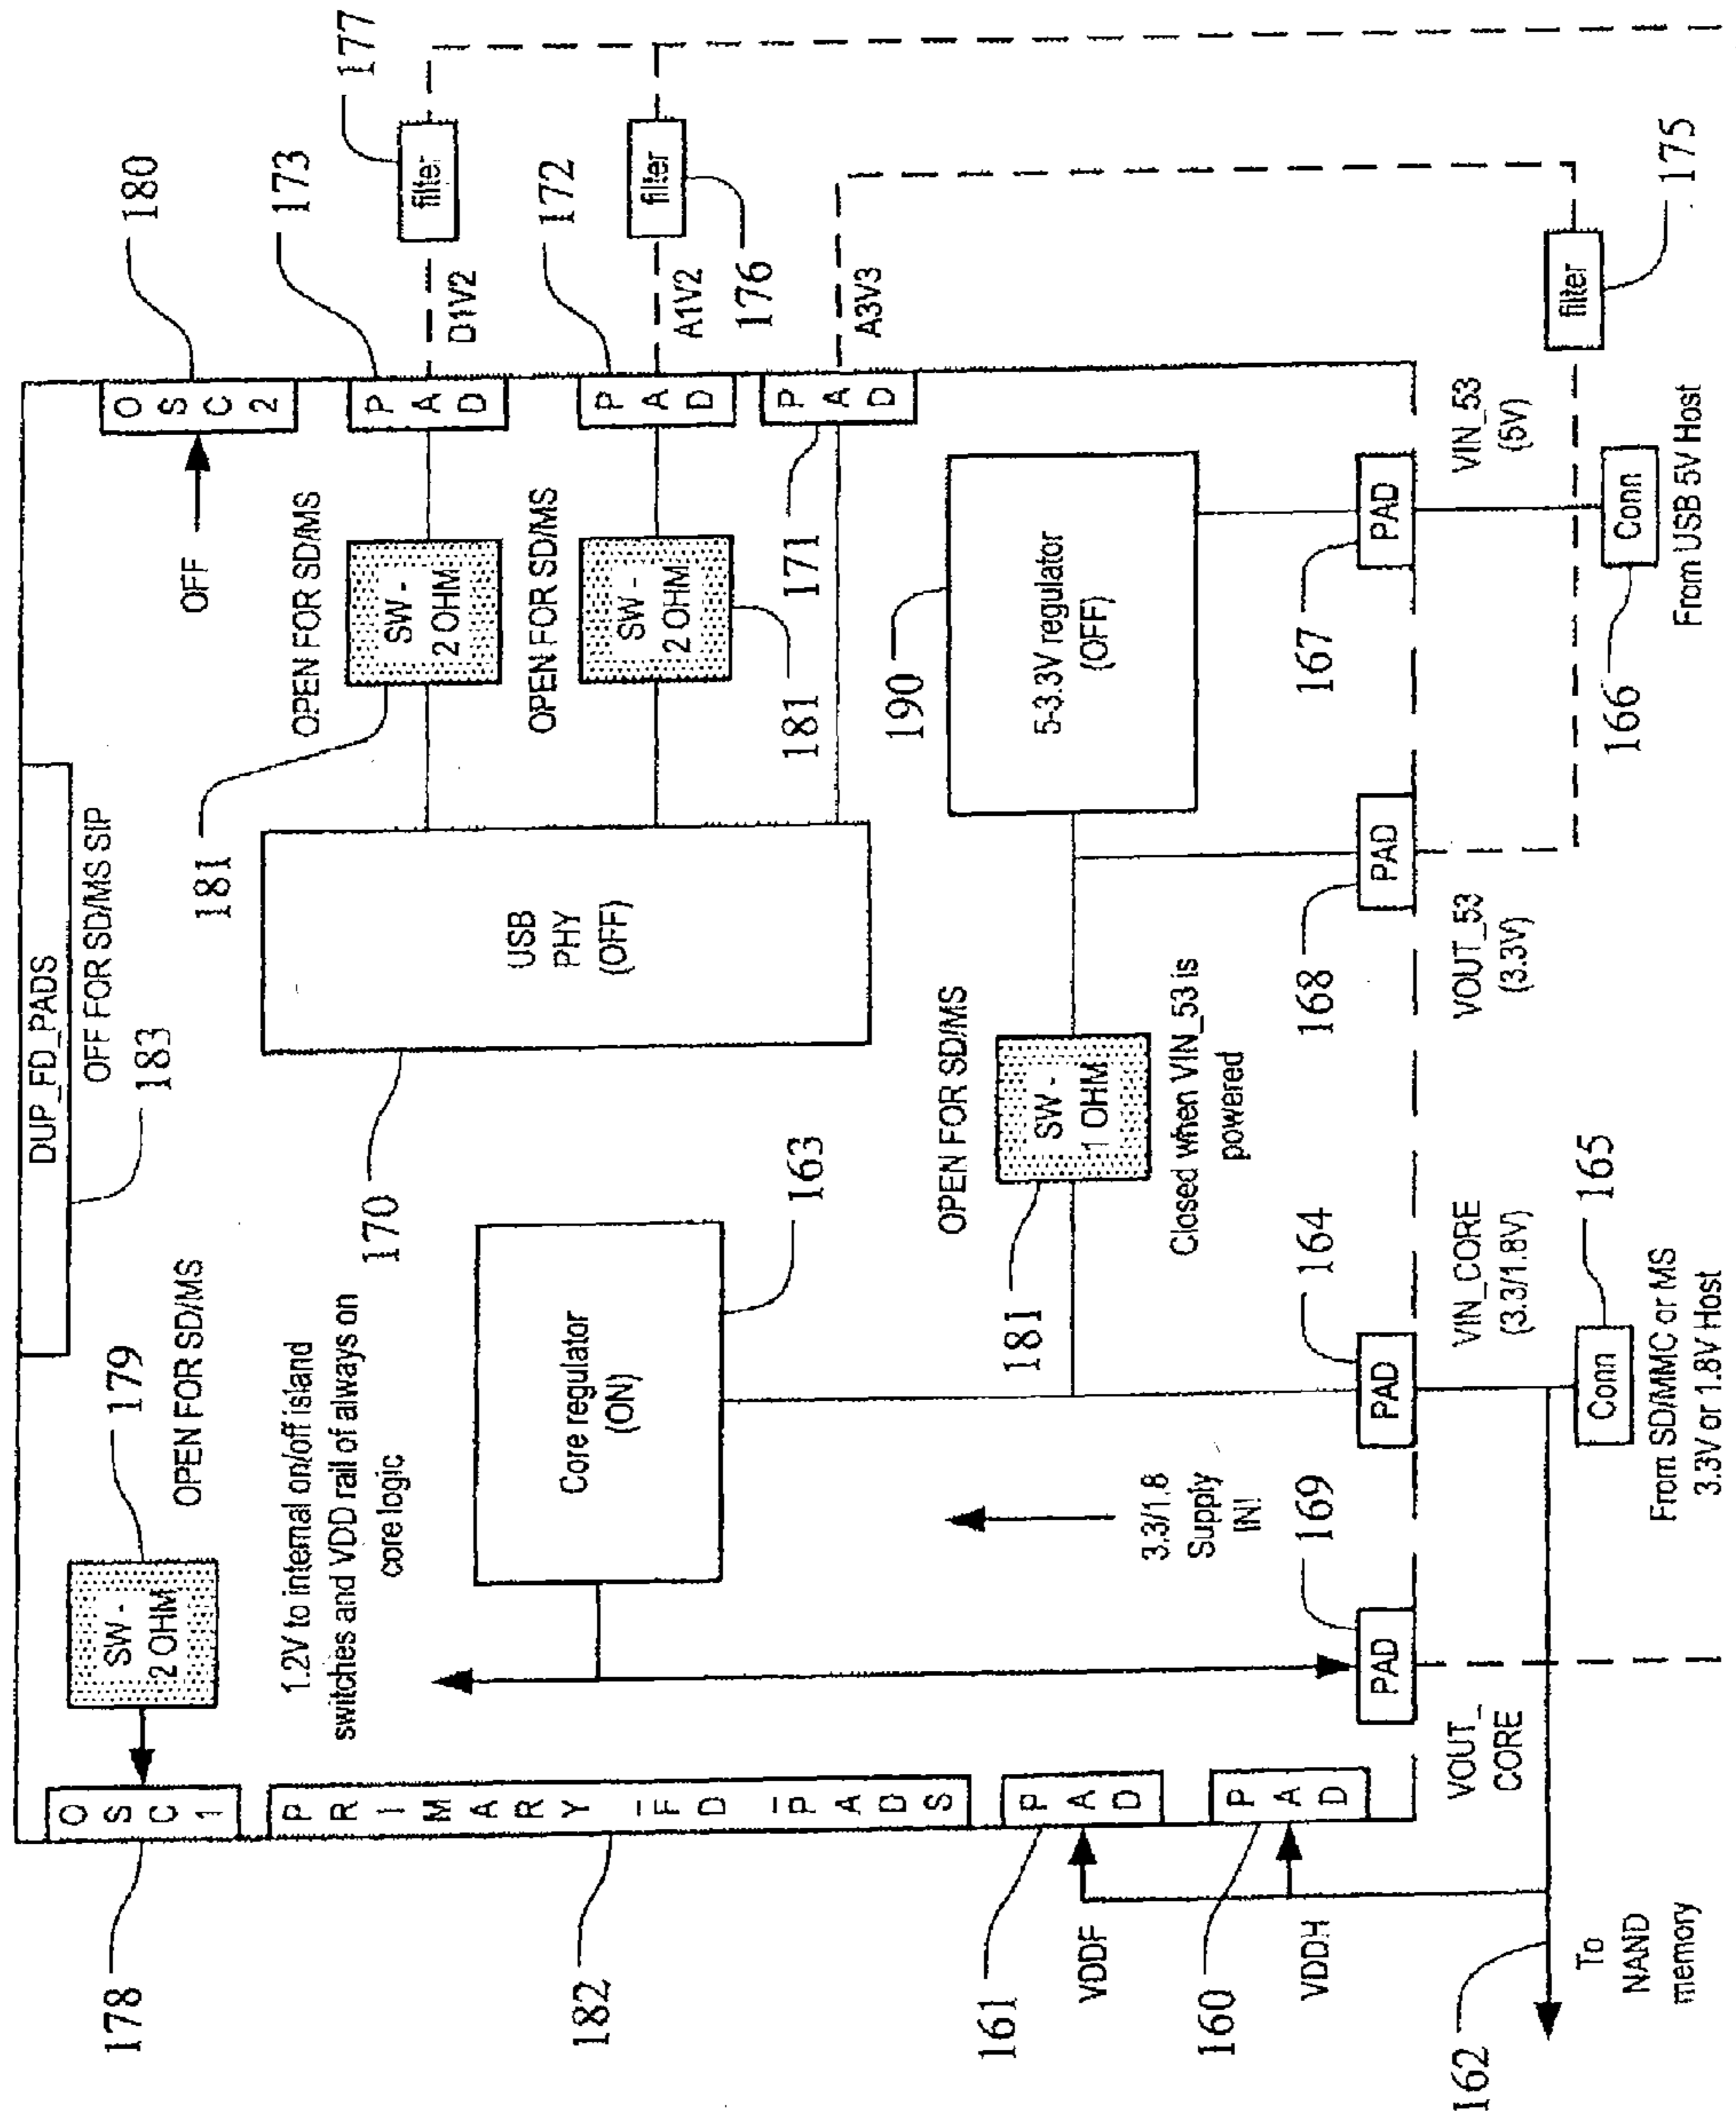 178
OSC1
SW -
2 OHM
179
OPEN FOR SD/MS
DUP_FD_PADS
OFF FOR SD/MS SIP
183
OFF
OSC2
180
182
PRIMARY_FD_PADS
1.2V to internal on/off island
switches and VDD rail of always on
core logic
170
USB
PHY
(OFF)
181
OPEN FOR SD/MS
SW -
2 OHM
PAD
173
D1V2
filter
177
OPEN FOR SD/MS
SW -
2 OHM
181
PAD
172
A1V2
filter
176
171
PAD
A3V3
Core regulator
(ON)
163
190
5-3.3V regulator
(OFF)
OPEN FOR SD/MS
SW -
1 OHM
181
Closed when VIN_53 is
powered
3.3/1.8
Supply
IN!
161
PAD
VDDF
160
PAD
VDDH
169
PAD
VOUT_
CORE
164
PAD
VIN_CORE
(3.3/1.8V)
168
PAD
VOUT_53
(3.3V)
167
PAD
VIN_53
(5V)
162
To
NAND
memory
Conn
165
From SD/MMC or MS
3.3V or 1.8V Host
Conn
166
From USB 5V Host
filter
175